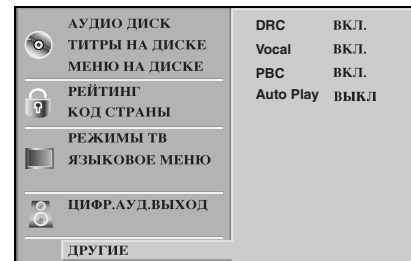 АУДИО ДИСК
ТИТРЫ НА ДИСКЕ
МЕНЮ НА ДИСКЕ
РЕЙТИНГ
КОД СТРАНЫ
РЕЖИМЫ ТВ
ЯЗЫКОВОЕ МЕНЮ
ЦИФР.АУД.ВЫХОД
ДРУГИЕ
DRC ВКЛ.
Vocal ВКЛ.
PBC ВКЛ.
Auto Play ВЫКЛ